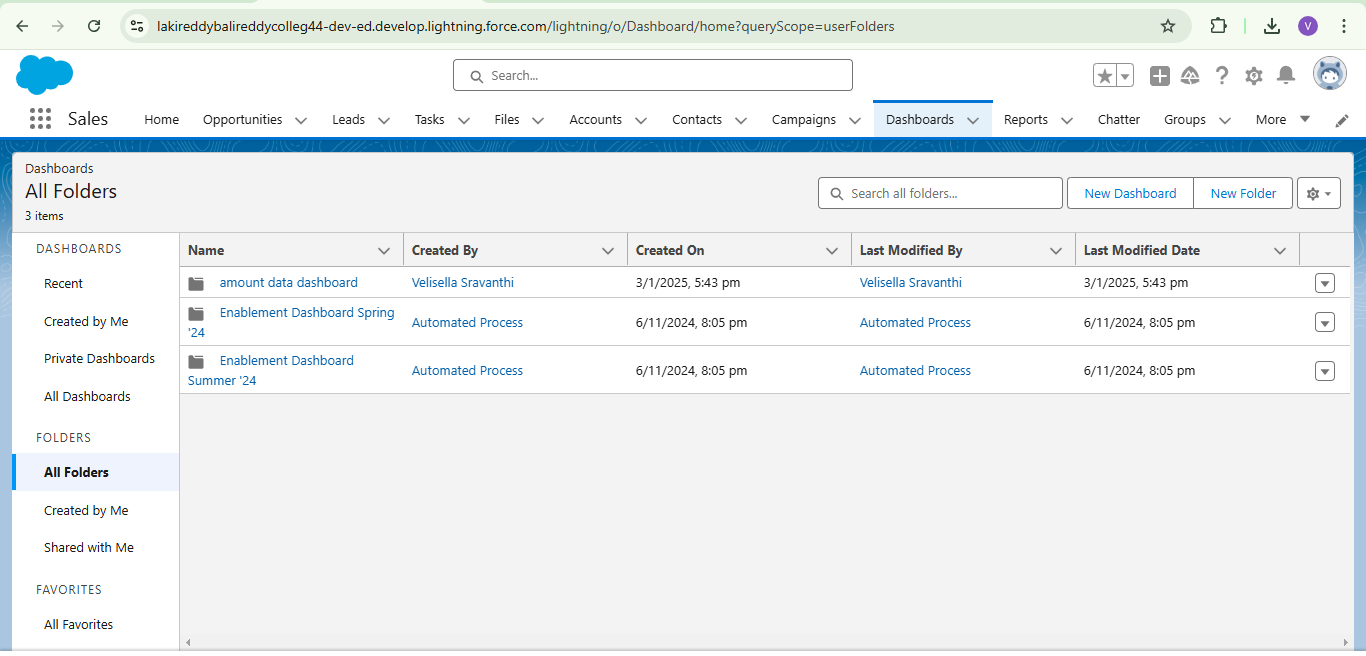 lakireddybalireddycolleg44-dev-ed.develop.lightning.force.com/lightning/o/Dashboard/home?queryScope=userFolders
V
Search...
Sales Home Opportunities Leads Tasks Files Accounts Contacts Campaigns Dashboards Reports Chatter Groups More
Dashboards
All Folders
3 items
Search all folders...
New Dashboard New Folder
DASHBOARDS
Recent
Created by Me
Private Dashboards
All Dashboards
FOLDERS
All Folders
Created by Me
Shared with Me
FAVORITES
All Favorites
Name Created By Created On Last Modified By Last Modified Date
amount data dashboard Velisella Sravanthi 3/1/2025, 5:43 pm Velisella Sravanthi 3/1/2025, 5:43 pm
Enablement Dashboard Spring
'24 Automated Process 6/11/2024, 8:05 pm Automated Process 6/11/2024, 8:05 pm
Enablement Dashboard
Summer '24 Automated Process 6/11/2024, 8:05 pm Automated Process 6/11/2024, 8:05 pm